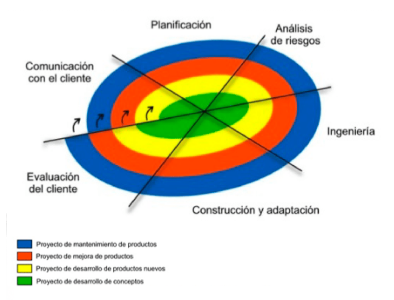 Planificación
Análisis
de riesgos
Comunicación
con el cliente
Ingeniería
Evaluación
del cliente
Construcción y adaptación
Proyecto de mantenimiento de productos
Proyecto de mejora de productos
Proyecto de desarrollo de productos nuevos
Proyecto de desarrollo de conceptos